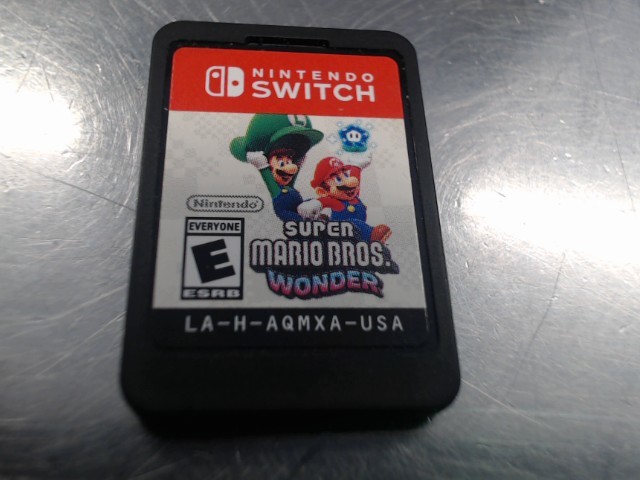 NINTENDO
SWITCH
L
M
Nintendo
EVERYONE
E
ESRB
SUPER
MARIO BROS.
WONDER
LA-H-AQMXA-USA